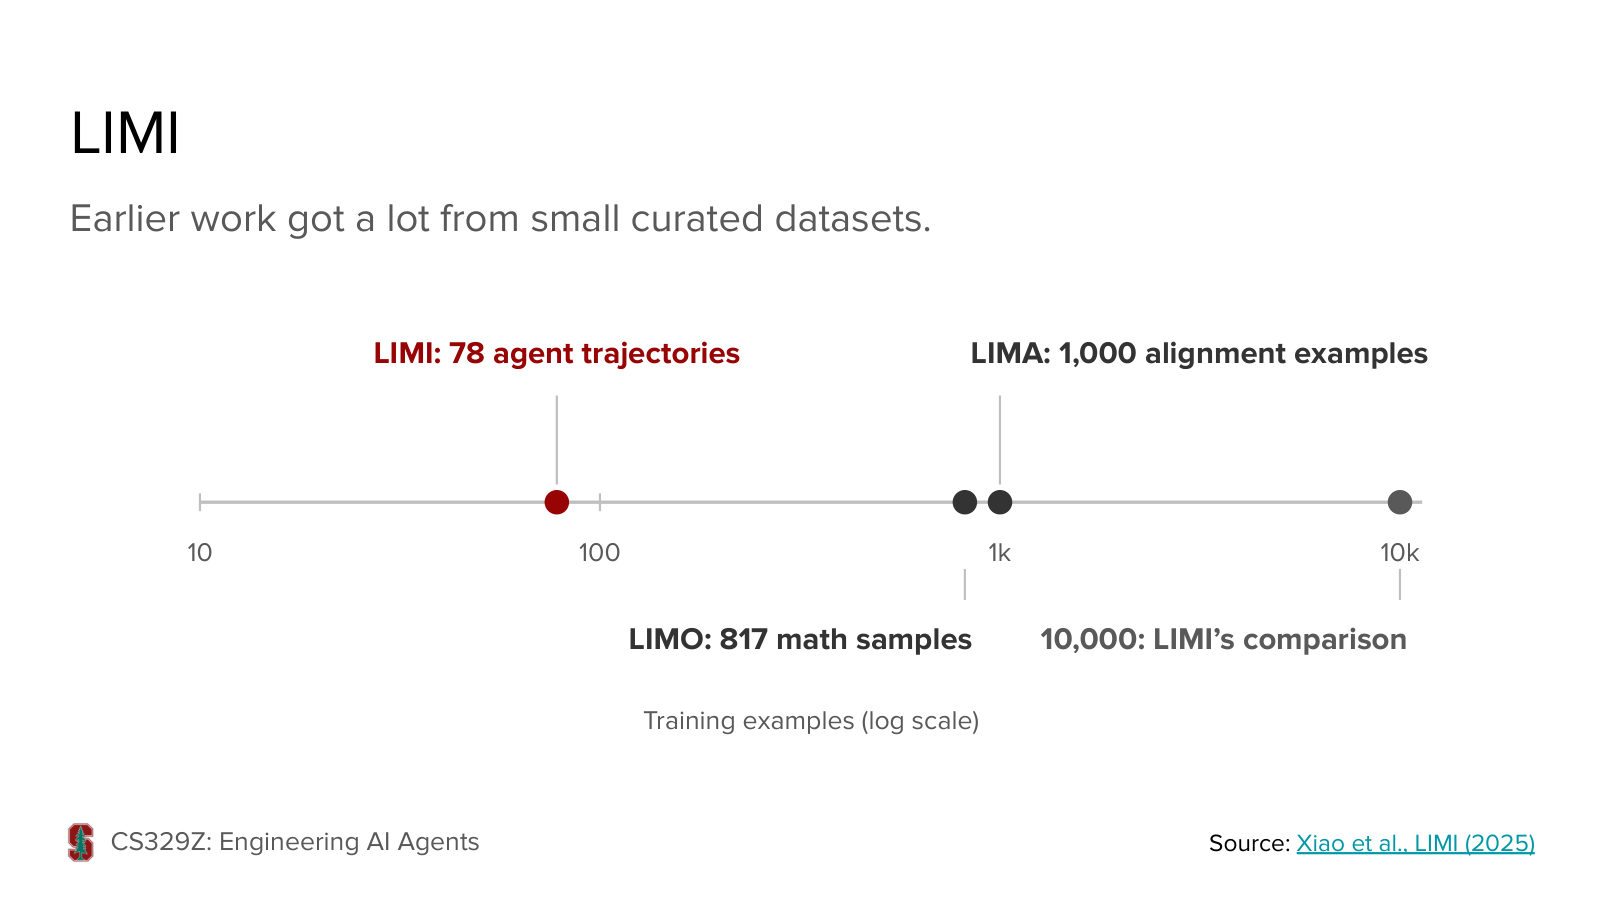 LIMI
Earlier work got a lot from small curated datasets.
LIMI: 78 agent trajectories
LIMA: 1,000 alignment examples
10
100
1k
10k
LIMO: 817 math samples
10,000: LIMI’s comparison
Training examples (log scale)
CS329Z: Engineering AI Agents
Source: Xiao et al., LIMI (2025)